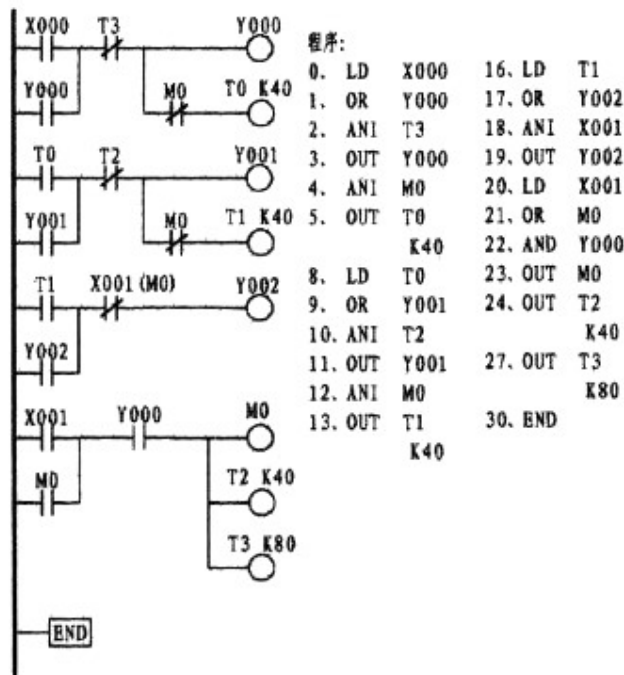 X000 T3 Y000
Y000 M0 T0 K40
T0 T2 Y001
Y001 M0 T1 K40
T1 X001(M0) Y002
Y002
X001 Y000 M0
M0 T2 K40
T3 K80
END
程序:
0. LD X000
1. OR Y000
2. ANI T3
3. OUT Y000
4. ANI M0
5. OUT T0
K40
8. LD T0
9. OR Y001
10. ANI T2
11. OUT Y001
12. ANI M0
13. OUT T1
K40
16. LD T1
17. OR Y002
18. ANI X001
19. OUT Y002
20. LD X001
21. OR M0
22. AND Y000
23. OUT M0
24. OUT T2
K40
27. OUT T3
K80
30. END